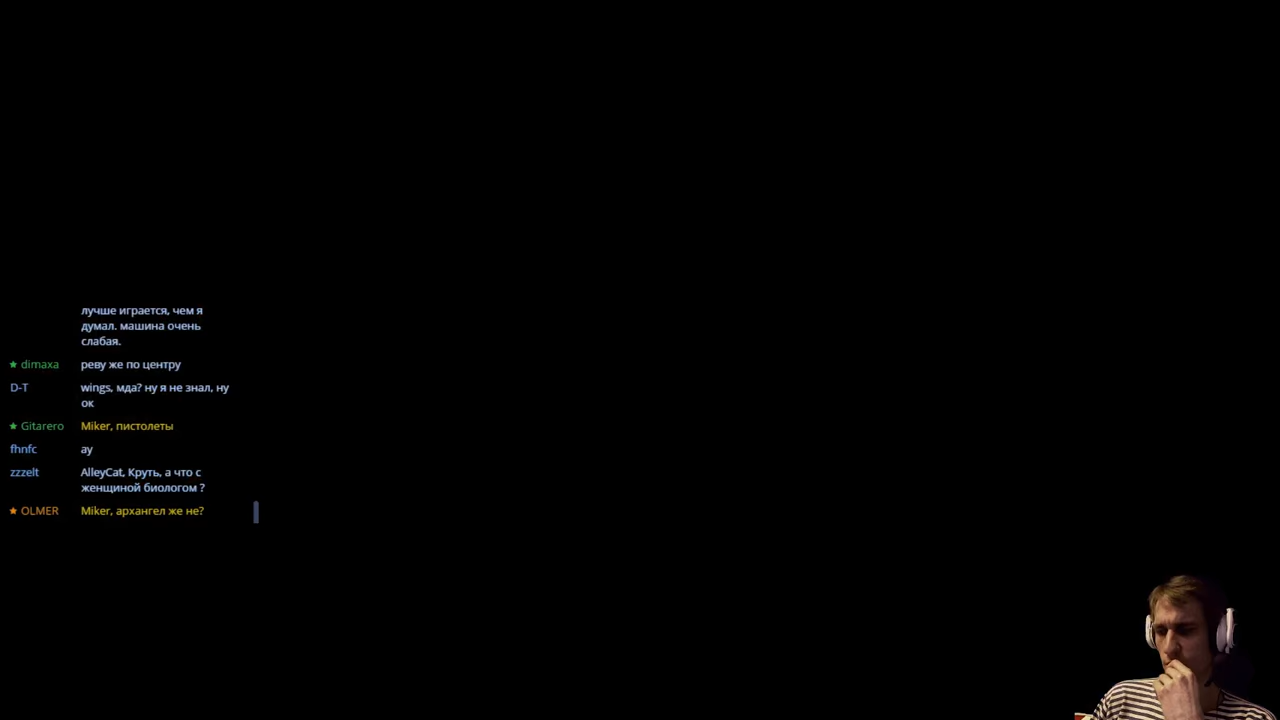 лучше играется, чем я
думал. машина очень
слабая.
dimaxa реву же по центру
D-T wings, мда? ну я не знал, ну
ок
Gitarero Miker, пистолеты
fhnfc ау
zzzelt AlleyCat, Круть, а что с
женщиной биологом ?
OLMER Miker, архангел же не?